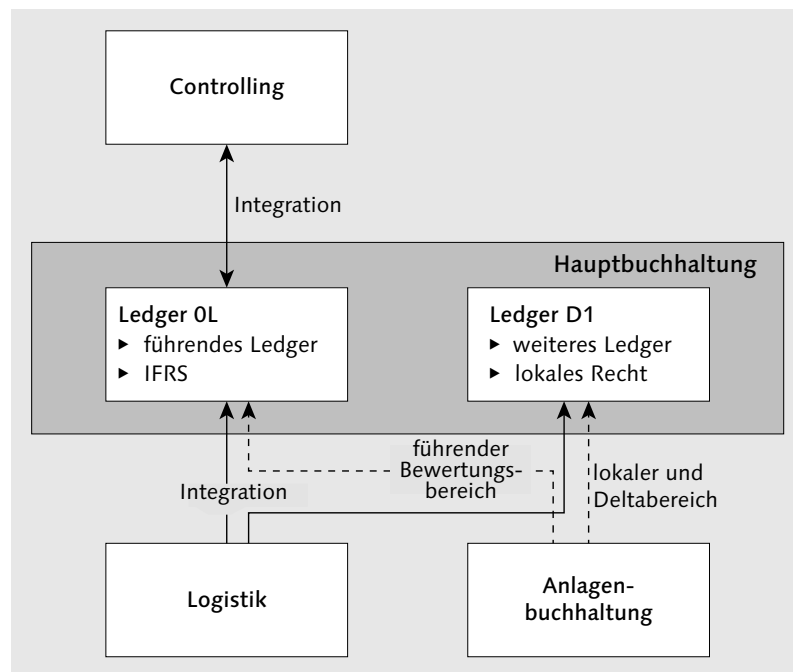 Controlling
Integration
Hauptbuchhaltung
Ledger 0L
▸ führendes Ledger
▸ IFRS
Ledger D1
▸ weiteres Ledger
▸ lokales Recht
führender
Bewertungs-
bereich
lokaler und
Deltabereich
Integration
Logistik
Anlagen-
buchhaltung